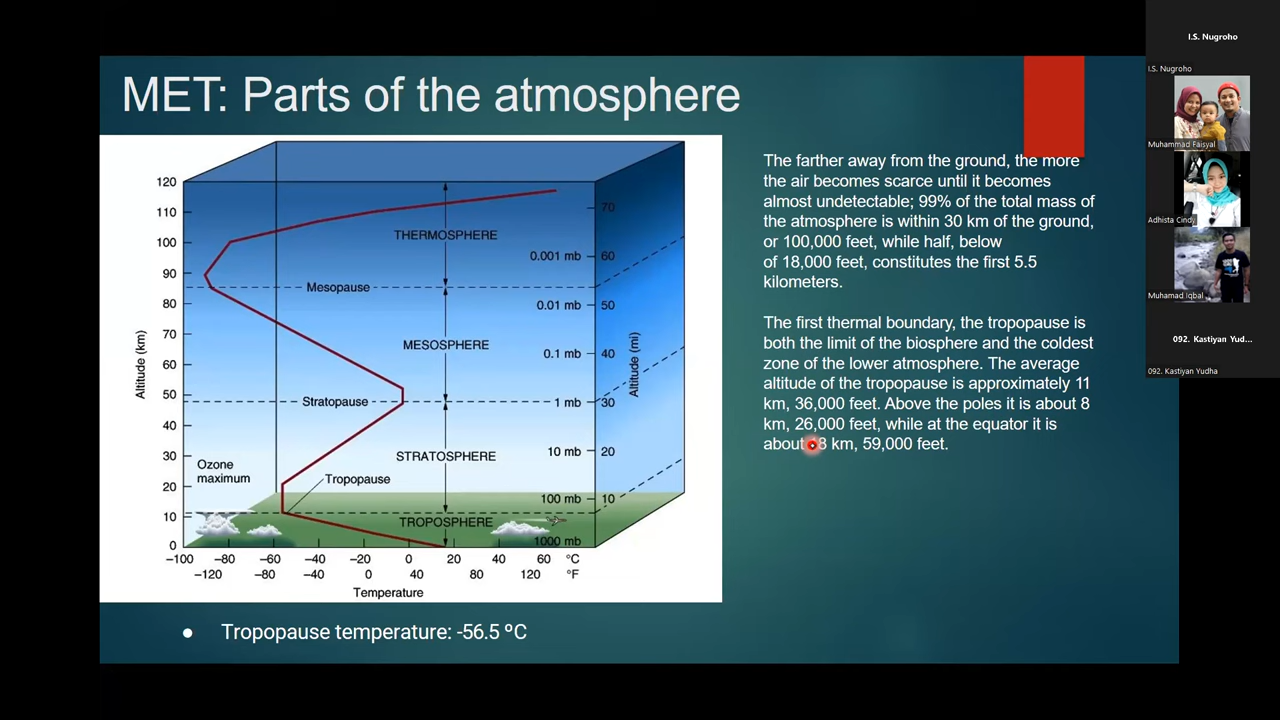 MET: Parts of the atmosphere
120
110
100
90
80
70
60
50
40
30
20
10
0
Altitude (km)
THERMOSPHERE
Mesopause
MESOSPHERE
Stratopause
STRATOSPHERE
Ozone
maximum
Tropopause
TROPOSPHERE
0.001 mb
0.01 mb
0.1 mb
1 mb
10 mb
100 mb
1000 mb
70
60
50
40
30
20
10
Altitude (mi)
–100 –80 –60 –40 –20 0 20 40 60 °C
–120 –80 –40 0 40 80 120 °F
Temperature
● Tropopause temperature: -56.5 ºC
The farther away from the ground, the more
the air becomes scarce until it becomes
almost undetectable; 99% of the total mass of
the atmosphere is within 30 km of the ground,
or 100,000 feet, while half, below
of 18,000 feet, constitutes the first 5.5
kilometers.
The first thermal boundary, the tropopause is
both the limit of the biosphere and the coldest
zone of the lower atmosphere. The average
altitude of the tropopause is approximately 11
km, 36,000 feet. Above the poles it is about 8
km, 26,000 feet, while at the equator it is
about km, 59,000 feet.
I.S. Nugroho
I.S. Nugroho
Muhammad Faisyal
Adhista Cindy
Muhamad Iqbal
092. Kastiyan Yud...
092. Kastiyan Yudha